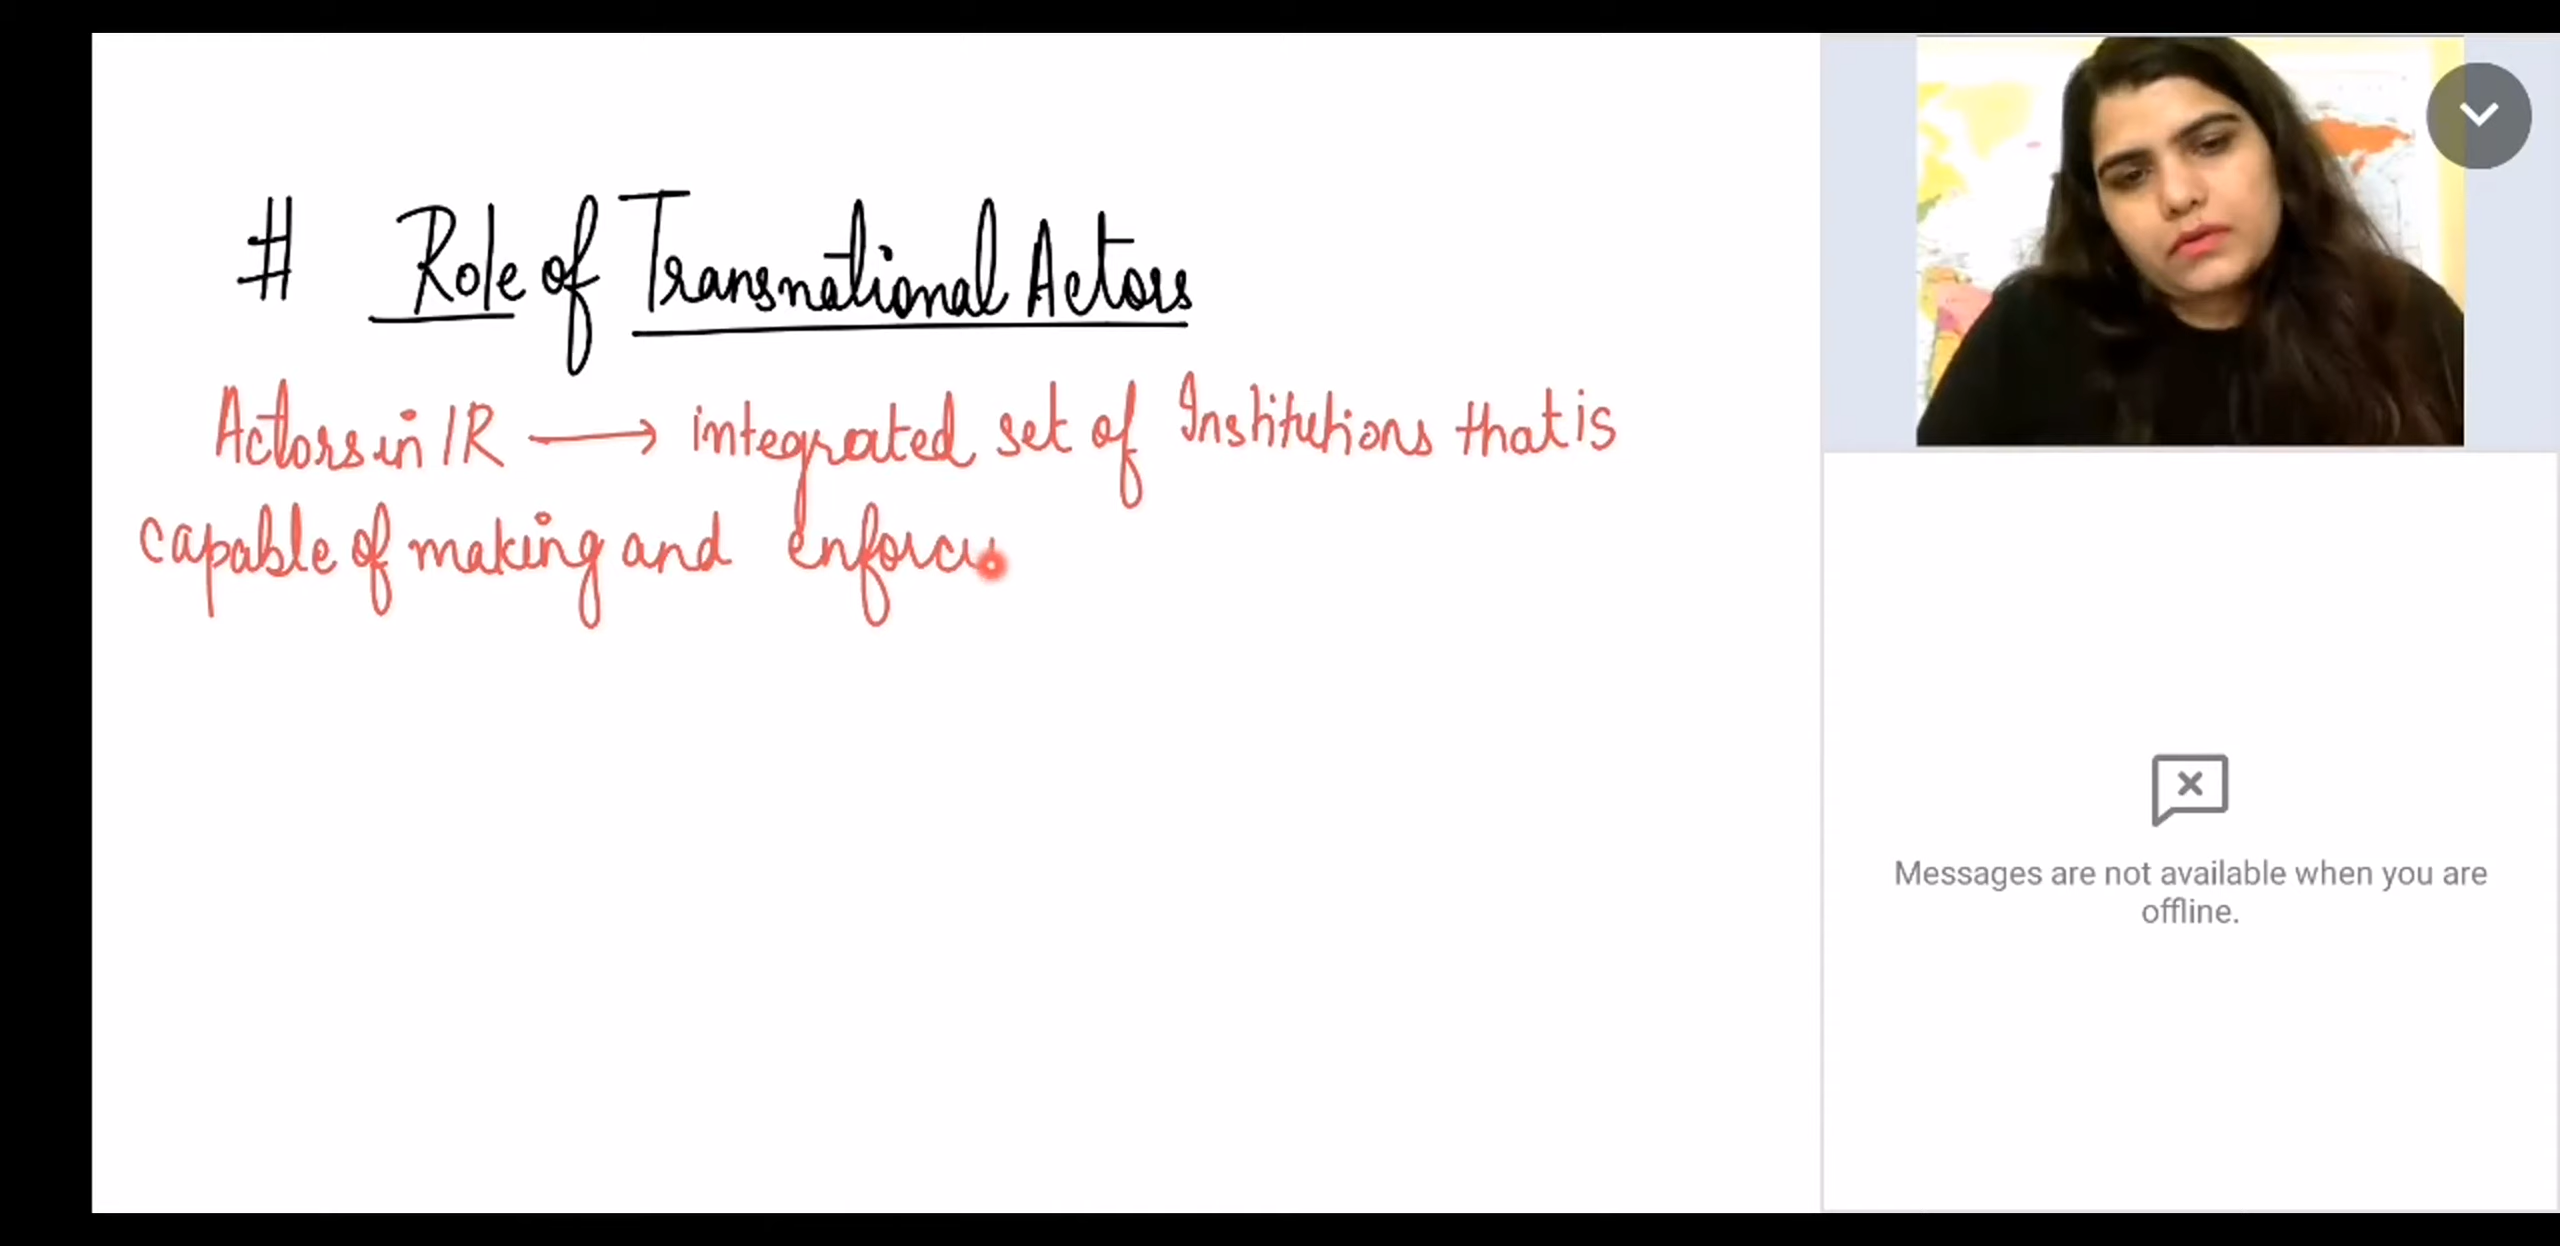 # Role of Transnational Actors
Actors in IR → integrated set of Institutions that is
capable of making and enforci
Messages are not available when you are
offline.